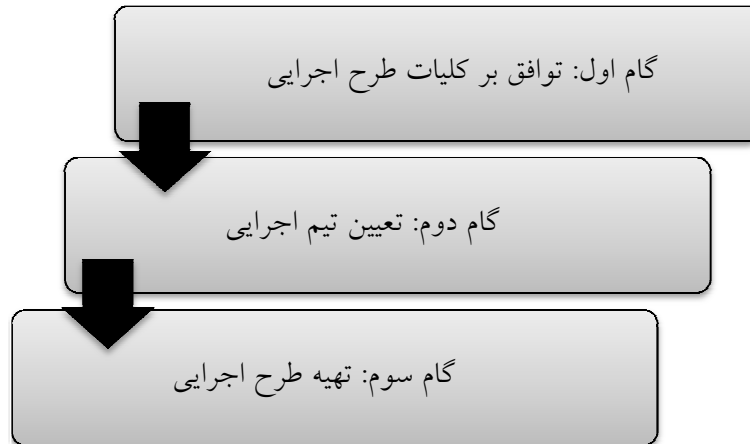 گام اول: توافق بر کلیات طرح اجرایی
گام دوم: تعیین تیم اجرایی
گام سوم: تهیه طرح اجرایی